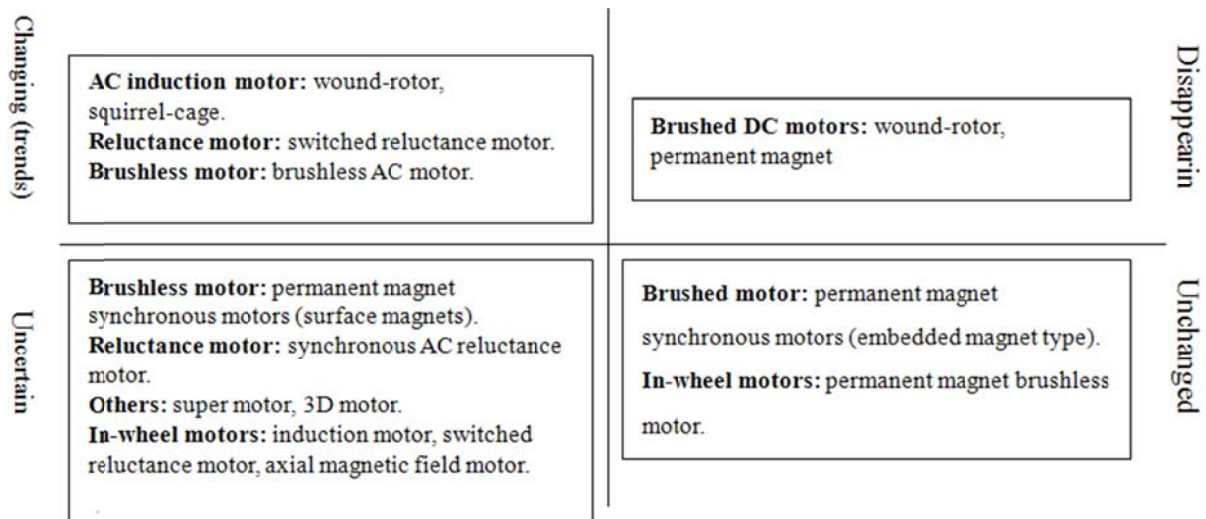 Changing (trends)
AC induction motor: wound-rotor,
squirrel-cage.
Reluctance motor: switched reluctance motor.
Brushless motor: brushless AC motor.
Brushed DC motors: wound-rotor,
permanent magnet
Disappearin
Uncertain
Brushless motor: permanent magnet
synchronous motors (surface magnets).
Reluctance motor: synchronous AC reluctance
motor.
Others: super motor, 3D motor.
In-wheel motors: induction motor, switched
reluctance motor, axial magnetic field motor.
Brushed motor: permanent magnet
synchronous motors (embedded magnet type).
In-wheel motors: permanent magnet brushless
motor.
Unchanged